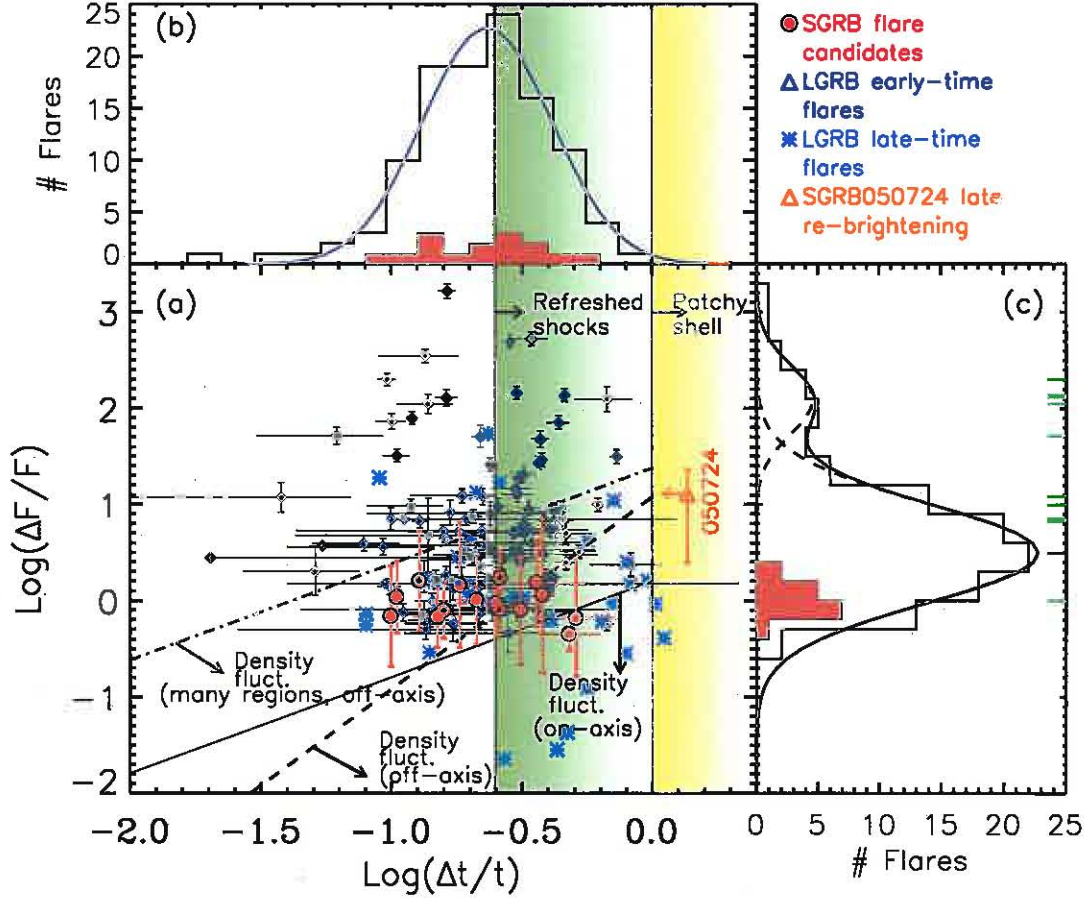 (b)
# Flares
25
20
15
10
5
0
SGRB flare
candidates
LGRB early-time
flares
LGRB late-time
flares
SGRB050724 late
re-brightening
(a)
Refreshed
shocks
Patchy
shell
(c)
Log(ΔF/F)
3
2
1
0
-1
-2
050724
Density
fluct.
(many regions, off-axis)
Density
fluct.
(off-axis)
Density
fluct.
(on-axis)
-2.0 -1.5 -1.0 -0.5 0.0
Log(Δt/t)
0 5 10 15 20 25
# Flares